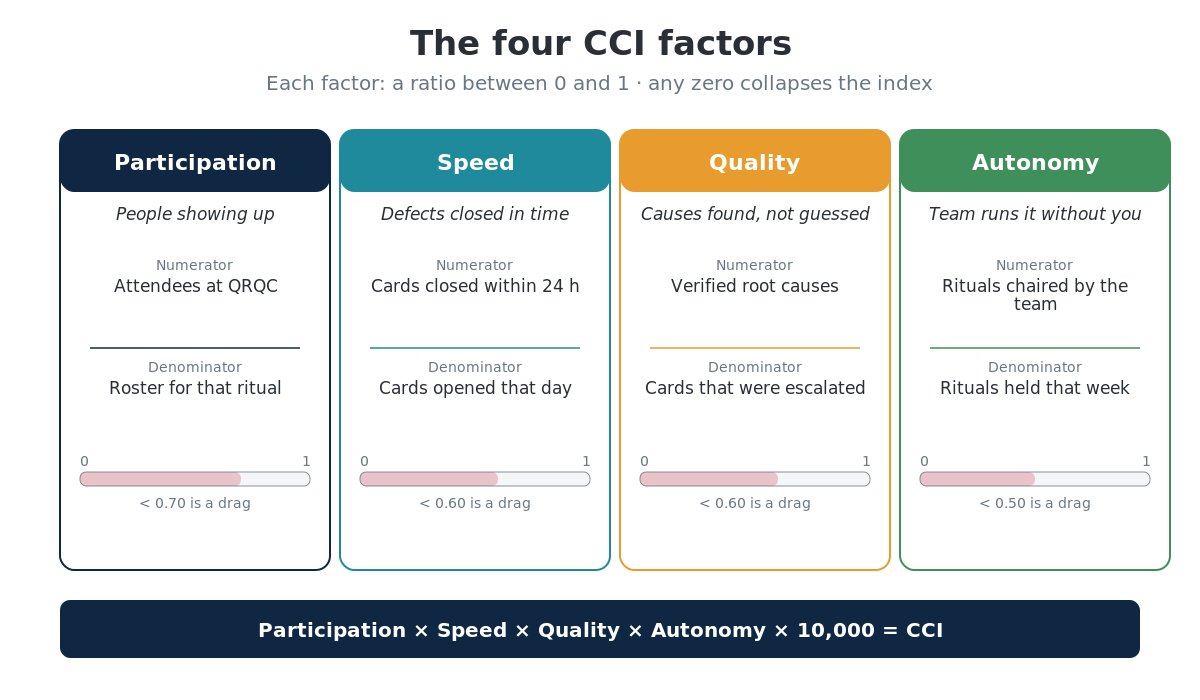 The four CCI factors
Each factor: a ratio between 0 and 1 · any zero collapses the index
Participation
People showing up
Numerator
Attendees at QRQC
Denominator
Roster for that ritual
0 1
< 0.70 is a drag
Speed
Defects closed in time
Numerator
Cards closed within 24 h
Denominator
Cards opened that day
0 1
< 0.60 is a drag
Quality
Causes found, not guessed
Numerator
Verified root causes
Denominator
Cards that were escalated
0 1
< 0.60 is a drag
Autonomy
Team runs it without you
Numerator
Rituals chaired by the
team
Denominator
Rituals held that week
0 1
< 0.50 is a drag
Participation × Speed × Quality × Autonomy × 10,000 = CCI